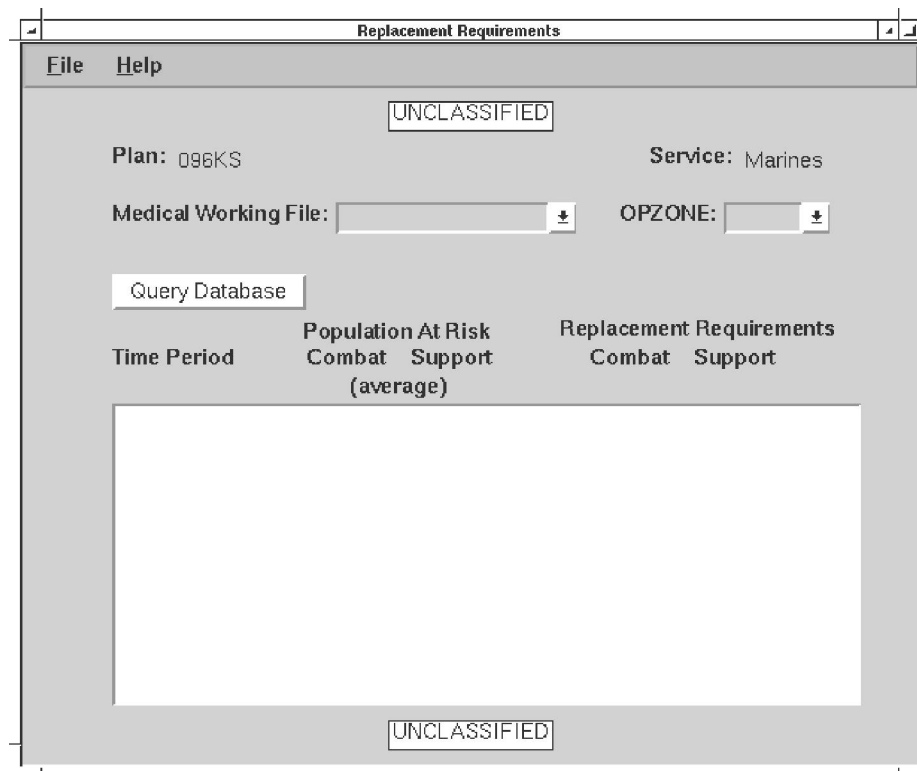 Replacement Requirements
File Help
UNCLASSIFIED
Plan: 096KS Service: Marines
Medical Working File: OPZONE:
Query Database
Population At Risk Replacement Requirements
Time Period Combat Support Combat Support
(average)
UNCLASSIFIED